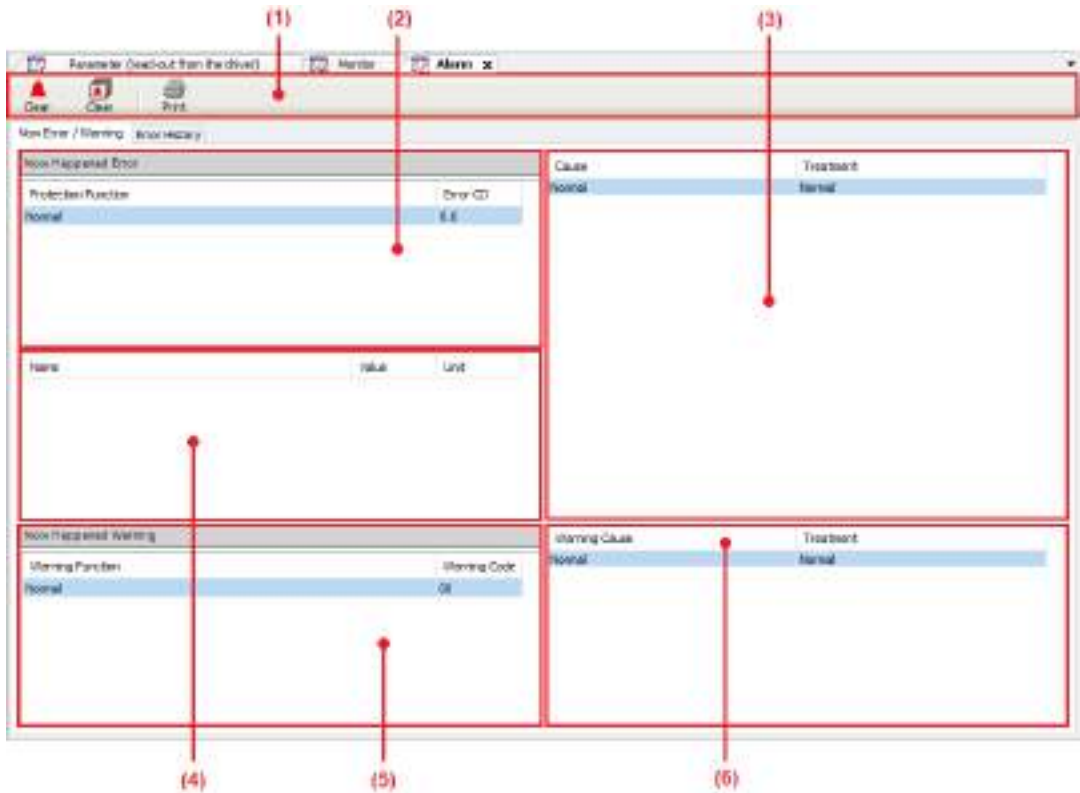 (1) (2) (3)
Parameter (read-out from the driver) Monitor Alarm x
Clear Clear Print
Now Error / Warning Error History
Now Happened Error
Protection Function Error CD
Normal 0.0
Cause Treatment
Normal Normal
Name Value Unit
Now Happened Warning
Warning Function Warning Code
Normal
Warning Cause Treatment
Normal Normal
(4) (5) (6)